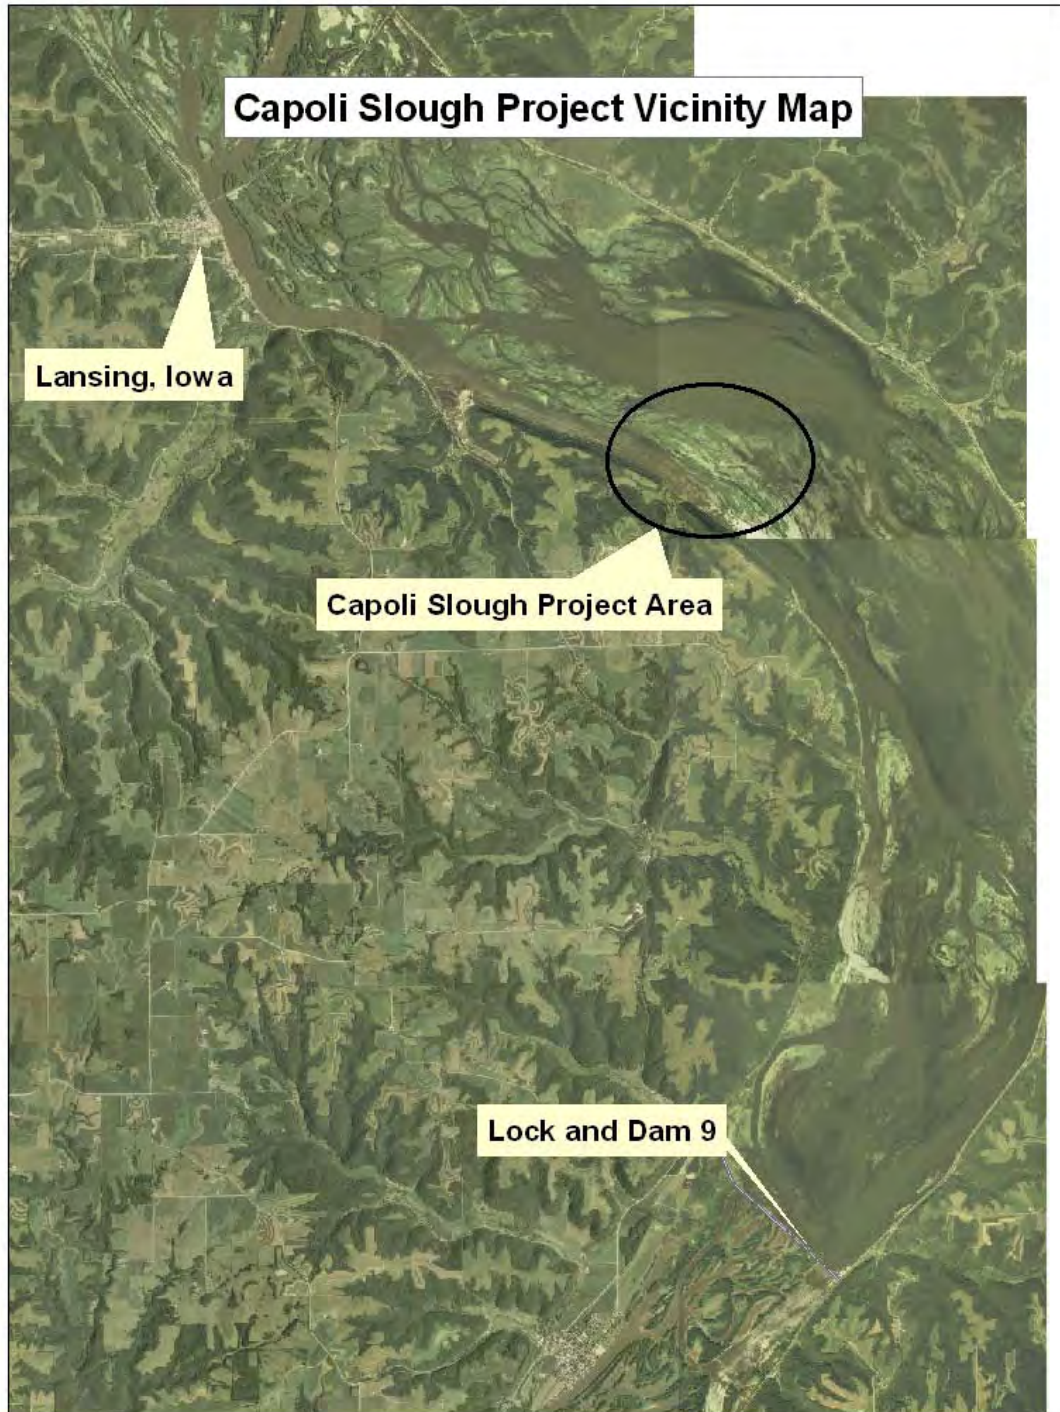 Capoli Slough Project Vicinity Map
Lansing, Iowa
Capoli Slough Project Area
Lock and Dam 9